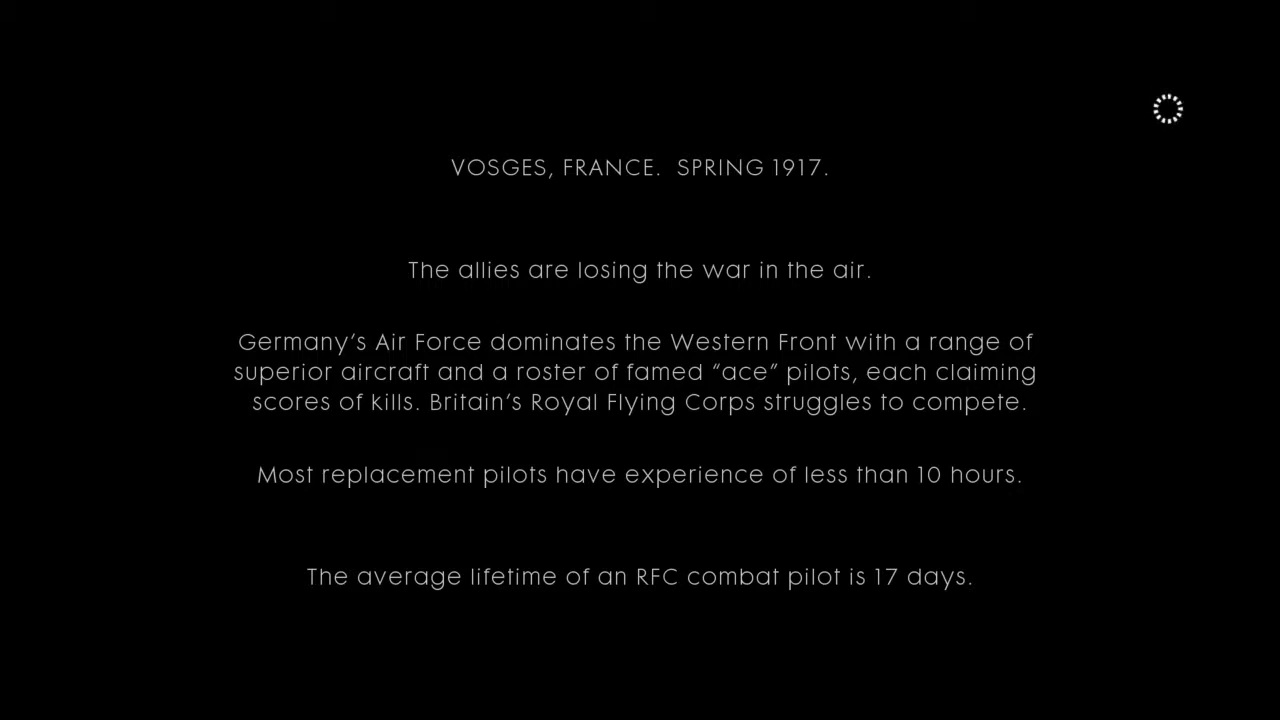 VOSGES, FRANCE.  SPRING 1917.
The allies are losing the war in the air.
Germany’s Air Force dominates the Western Front with a range of
superior aircraft and a roster of famed “ace” pilots, each claiming
scores of kills. Britain’s Royal Flying Corps struggles to compete.
Most replacement pilots have experience of less than 10 hours.
The average lifetime of an RFC combat pilot is 17 days.